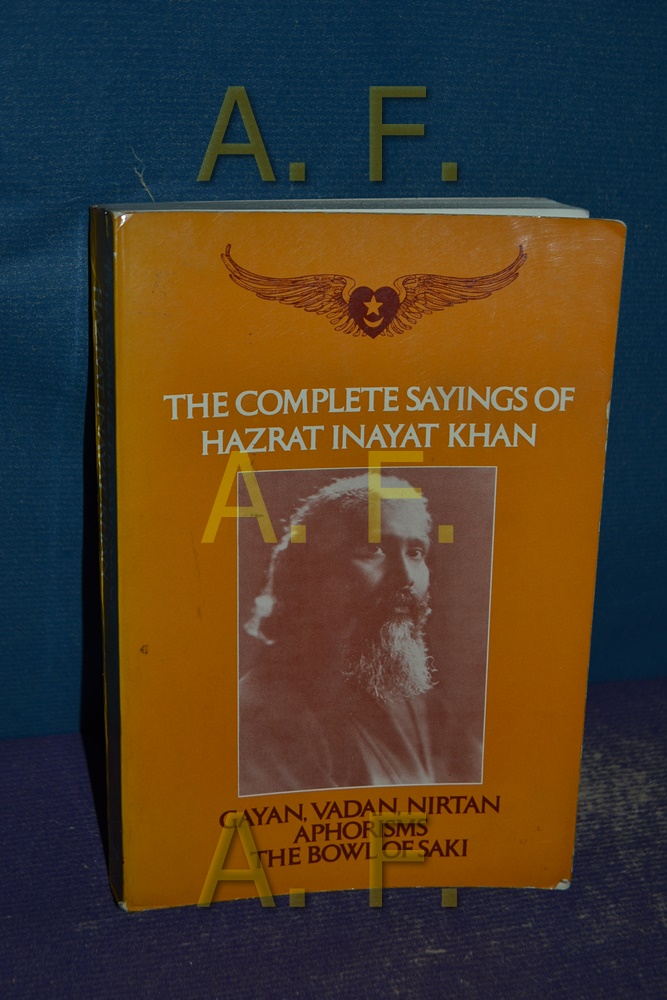 A. F.
THE COMPLETE SAYINGS OF
HAZRAT INAYAT KHAN
A. F.
GAYAN, VADAN, NIRTAN
APHORISMS
THE BOWL OF SAKI
A. F.